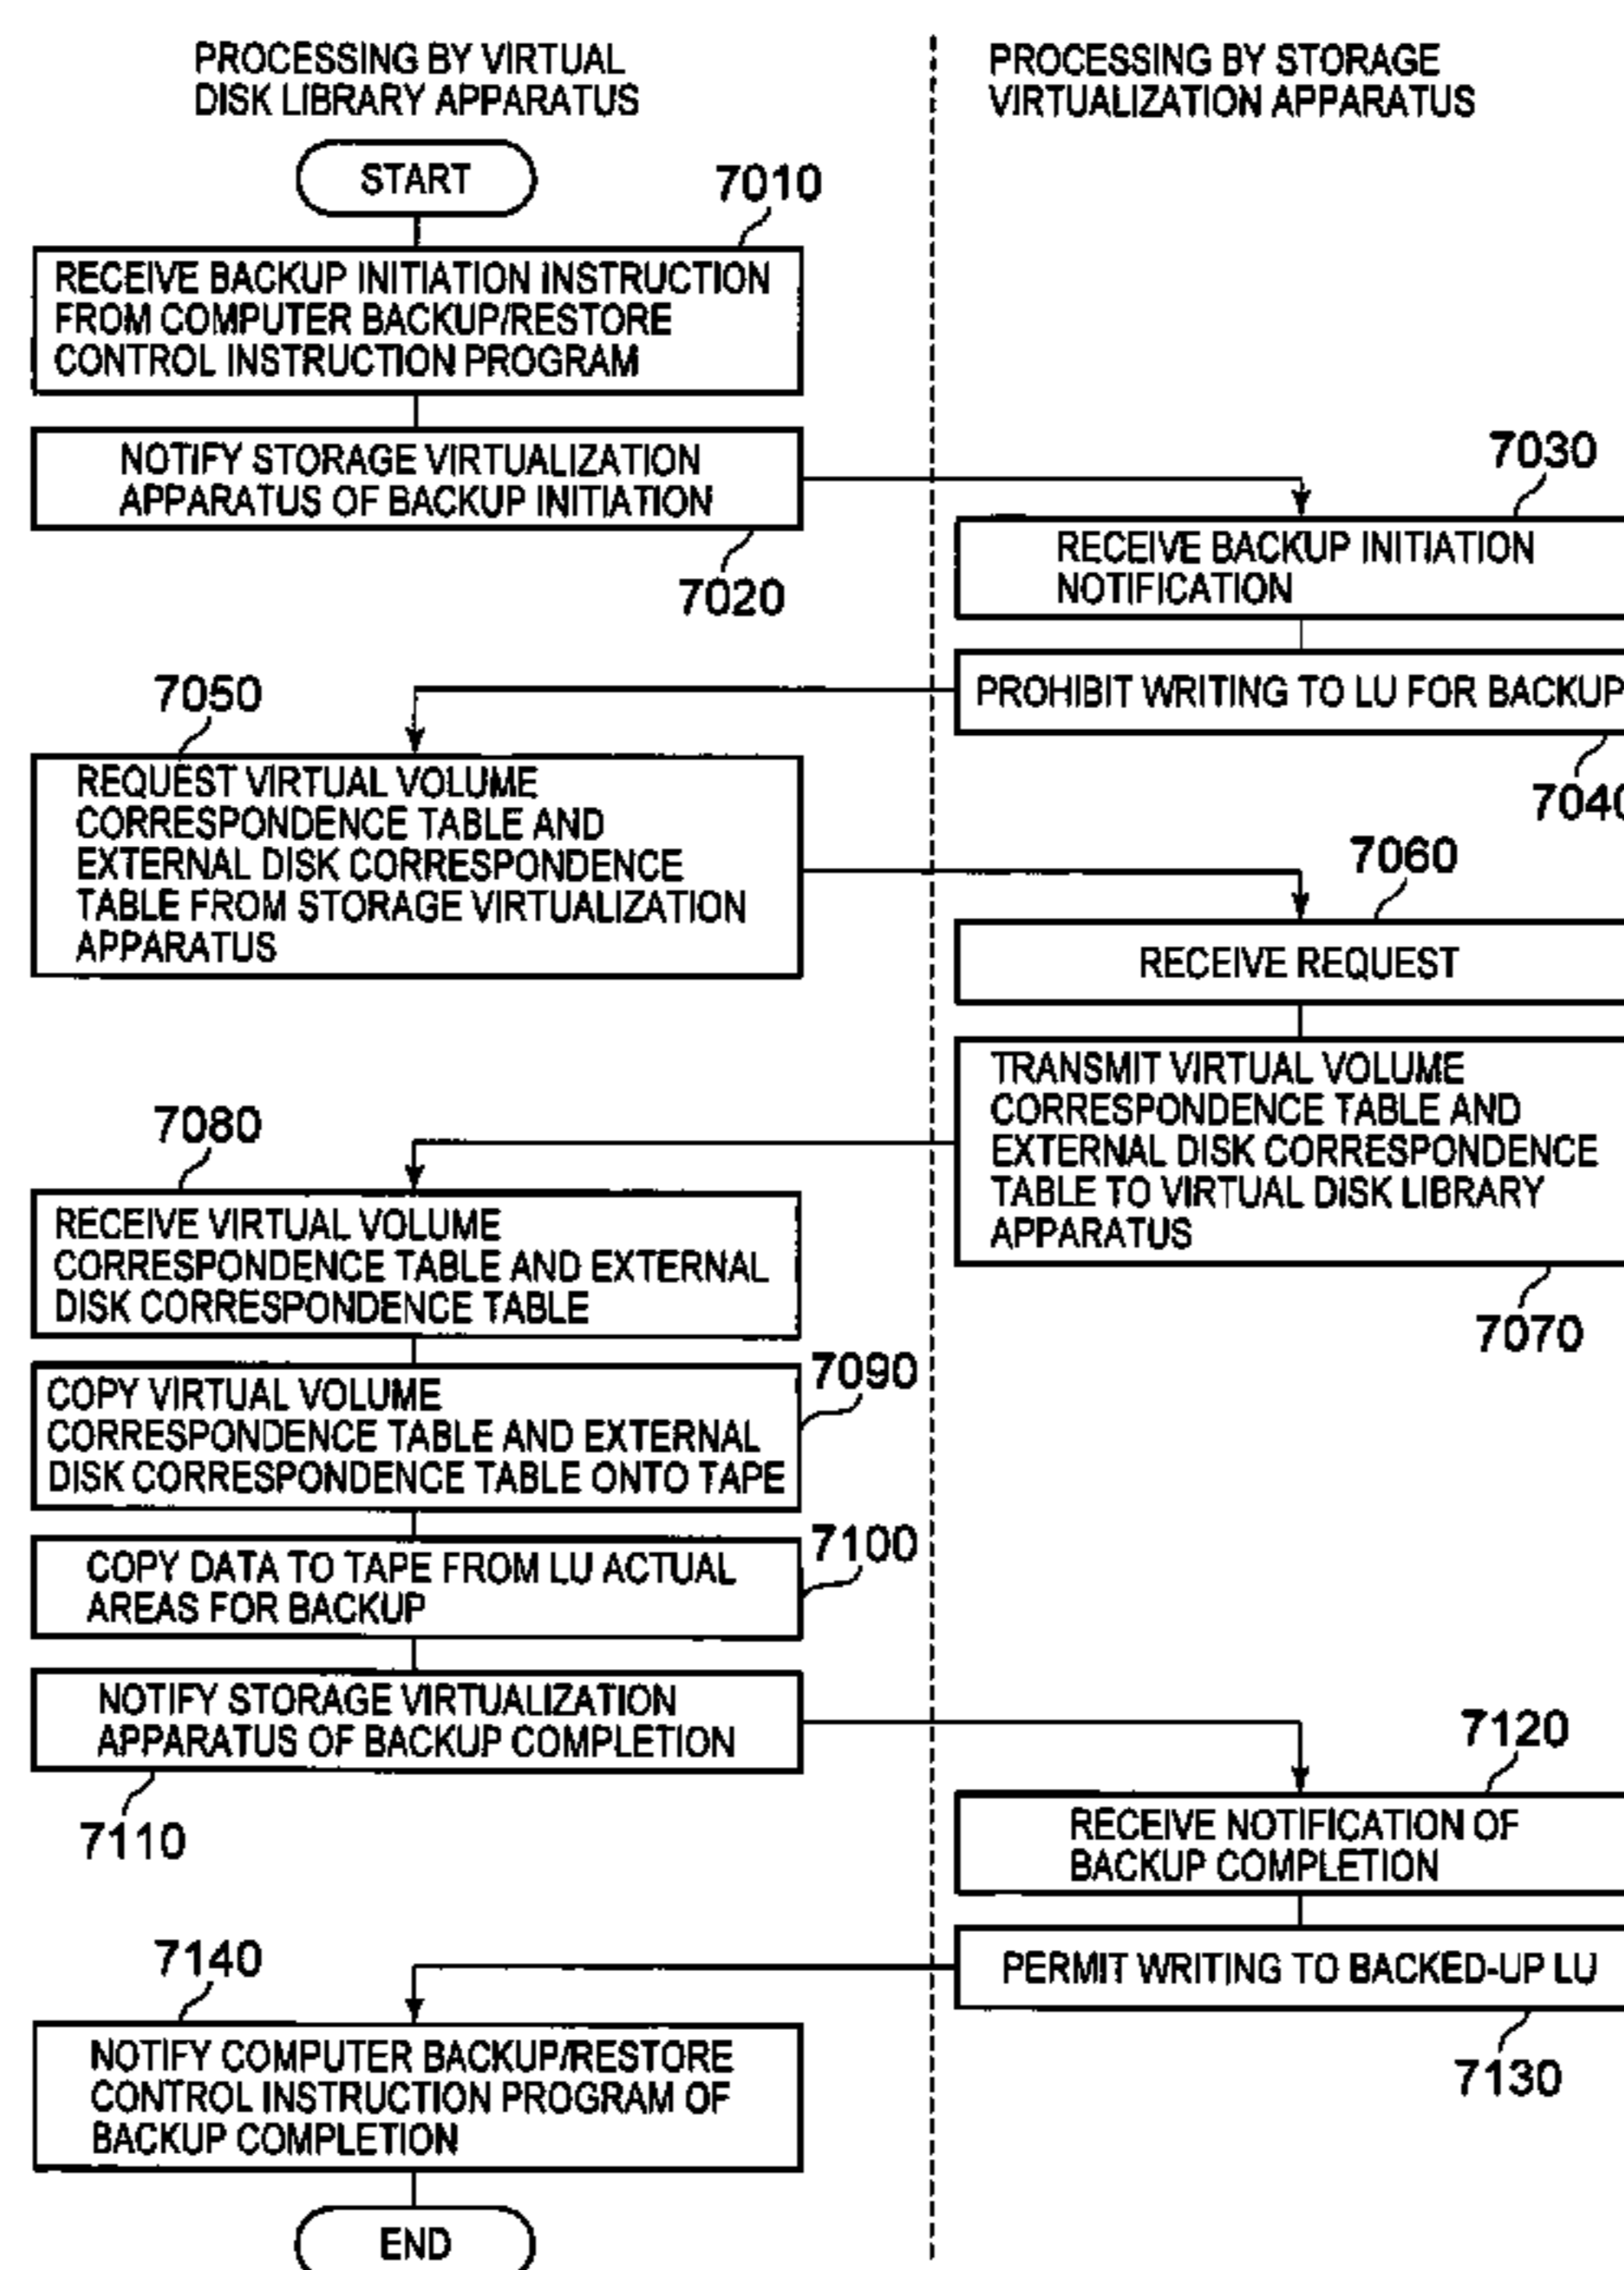 PROCESSING BY VIRTUAL
DISK LIBRARY APPARATUS
PROCESSING BY STORAGE
VIRTUALIZATION APPARATUS
START
7010
RECEIVE BACKUP INITIATION INSTRUCTION
FROM COMPUTER BACKUP/RESTORE
CONTROL INSTRUCTION PROGRAM
NOTIFY STORAGE VIRTUALIZATION
APPARATUS OF BACKUP INITIATION
7020
7030
RECEIVE BACKUP INITIATION
NOTIFICATION
PROHIBIT WRITING TO LU FOR BACKUP
7040
7050
REQUEST VIRTUAL VOLUME
CORRESPONDENCE TABLE AND
EXTERNAL DISK CORRESPONDENCE
TABLE FROM STORAGE VIRTUALIZATION
APPARATUS
7060
RECEIVE REQUEST
TRANSMIT VIRTUAL VOLUME
CORRESPONDENCE TABLE AND
EXTERNAL DISK CORRESPONDENCE
TABLE TO VIRTUAL DISK LIBRARY
APPARATUS
7070
7080
RECEIVE VIRTUAL VOLUME
CORRESPONDENCE TABLE AND EXTERNAL
DISK CORRESPONDENCE TABLE
7090
COPY VIRTUAL VOLUME
CORRESPONDENCE TABLE AND EXTERNAL
DISK CORRESPONDENCE TABLE ONTO TAPE
7100
COPY DATA TO TAPE FROM LU ACTUAL
AREAS FOR BACKUP
NOTIFY STORAGE VIRTUALIZATION
APPARATUS OF BACKUP COMPLETION
7110
7120
RECEIVE NOTIFICATION OF
BACKUP COMPLETION
PERMIT WRITING TO BACKED-UP LU
7130
7140
NOTIFY COMPUTER BACKUP/RESTORE
CONTROL INSTRUCTION PROGRAM OF
BACKUP COMPLETION
END